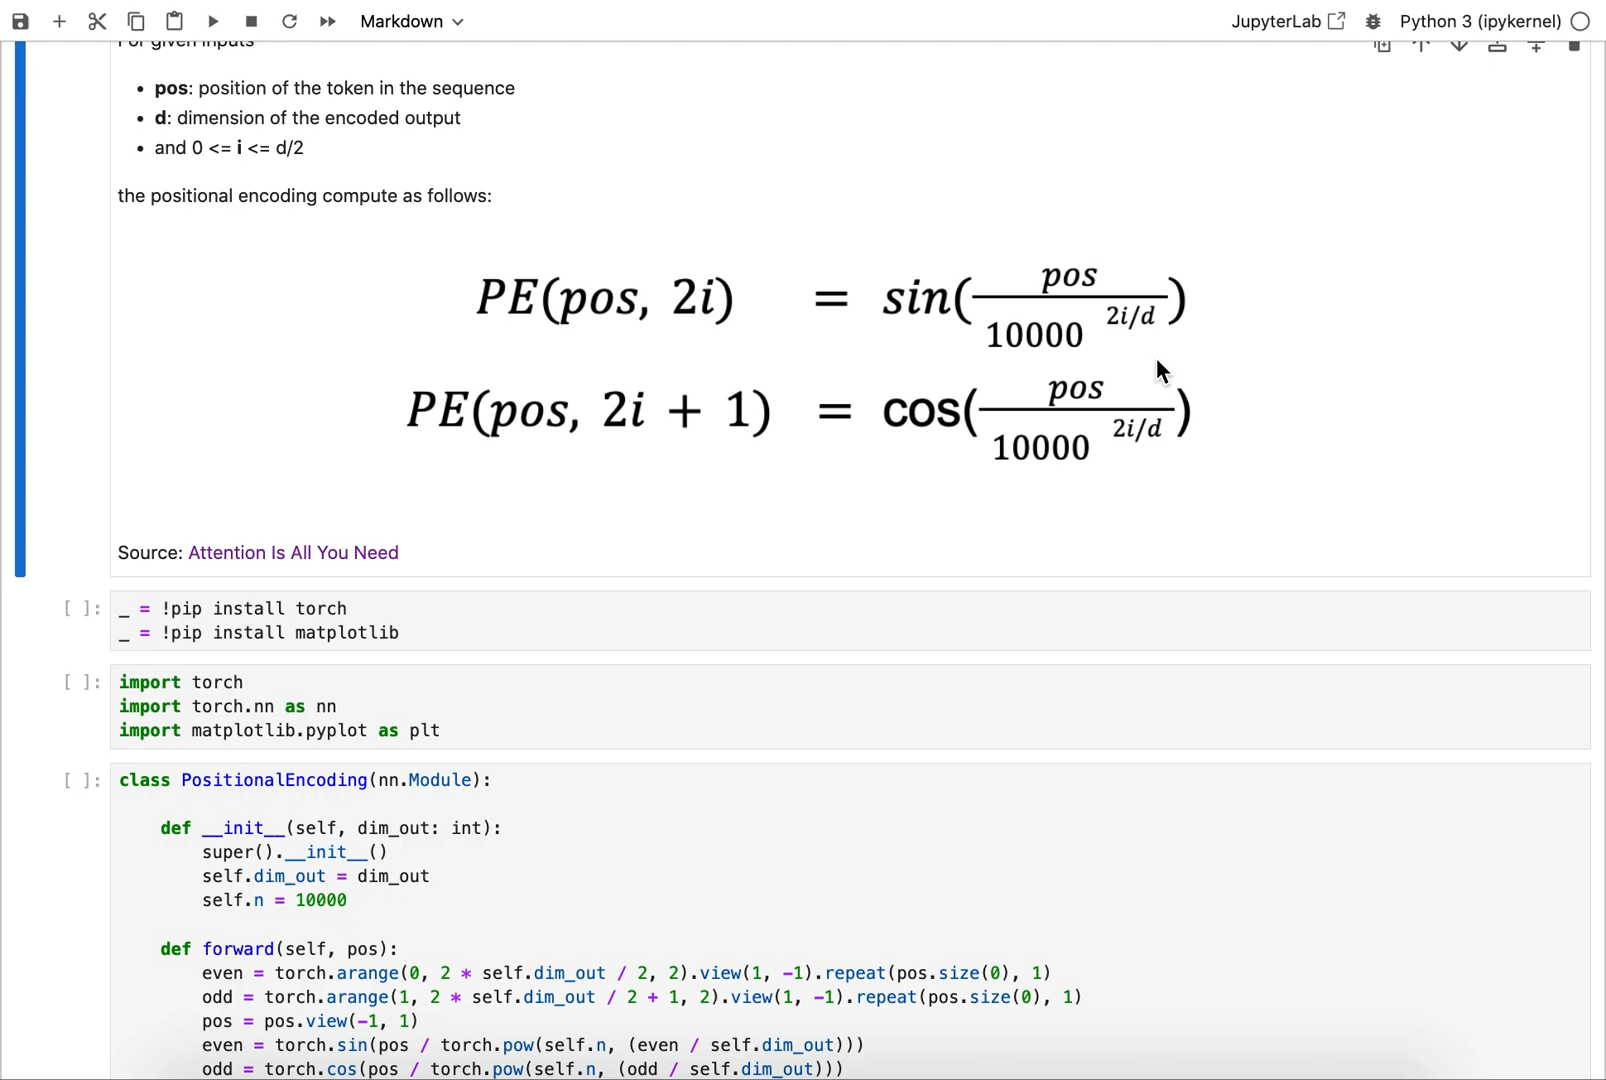 Markdown
JupyterLab
Python 3 (ipykernel)
For given inputs
pos: position of the token in the sequence
d: dimension of the encoded output
and 0 <= i <= d/2
the positional encoding compute as follows:
PE(pos, 2i) = sin(pos / 10000^2i/d)
PE(pos, 2i + 1) = cos(pos / 10000^2i/d)
Source: Attention Is All You Need
[ ]: _ = !pip install torch
_ = !pip install matplotlib
[ ]: import torch
import torch.nn as nn
import matplotlib.pyplot as plt
[ ]: class PositionalEncoding(nn.Module):
def __init__(self, dim_out: int):
super().__init__()
self.dim_out = dim_out
self.n = 10000
def forward(self, pos):
even = torch.arange(0, 2 * self.dim_out / 2, 2).view(1, -1).repeat(pos.size(0), 1)
odd = torch.arange(1, 2 * self.dim_out / 2 + 1, 2).view(1, -1).repeat(pos.size(0), 1)
pos = pos.view(-1, 1)
even = torch.sin(pos / torch.pow(self.n, (even / self.dim_out)))
odd = torch.cos(pos / torch.pow(self.n, (odd / self.dim_out)))